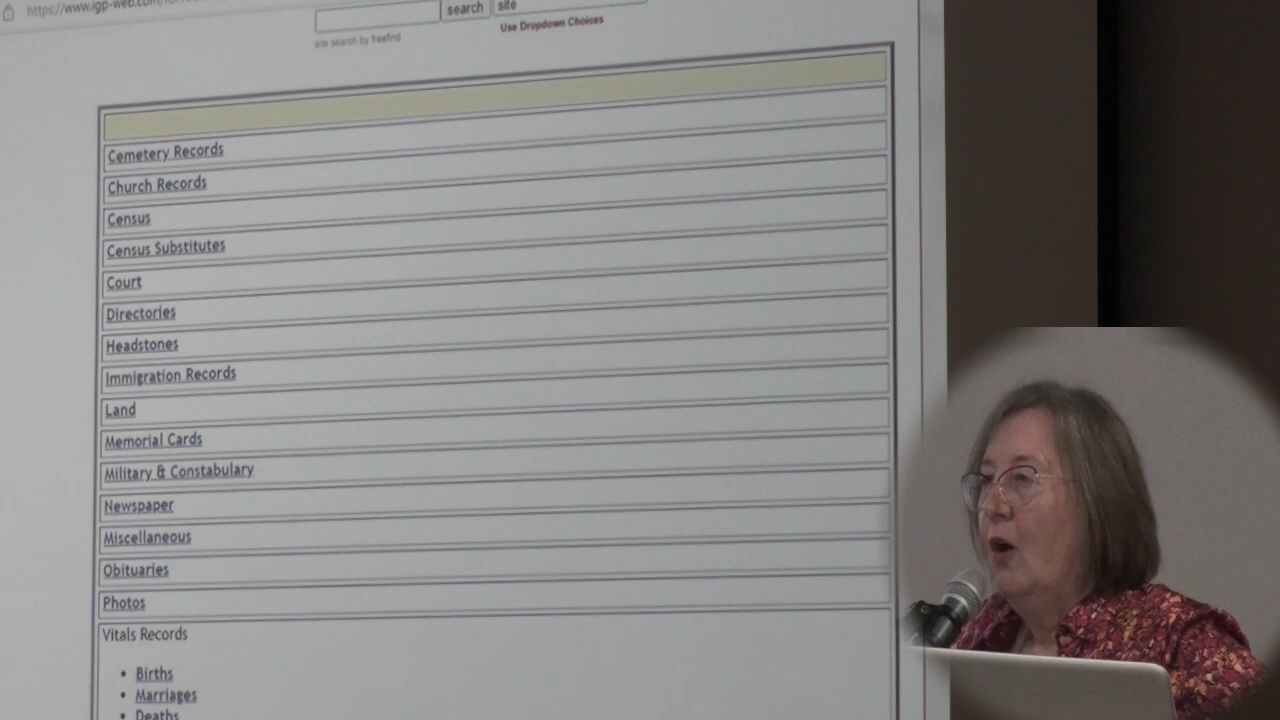 https://www.igp-web.com/
search
site
site search by freefind
Use Dropdown Choices
Cemetery Records
Church Records
Census
Census Substitutes
Court
Directories
Headstones
Immigration Records
Land
Memorial Cards
Military & Constabulary
Newspaper
Miscellaneous
Obituaries
Photos
Vitals Records
• Births
• Marriages
• Deaths